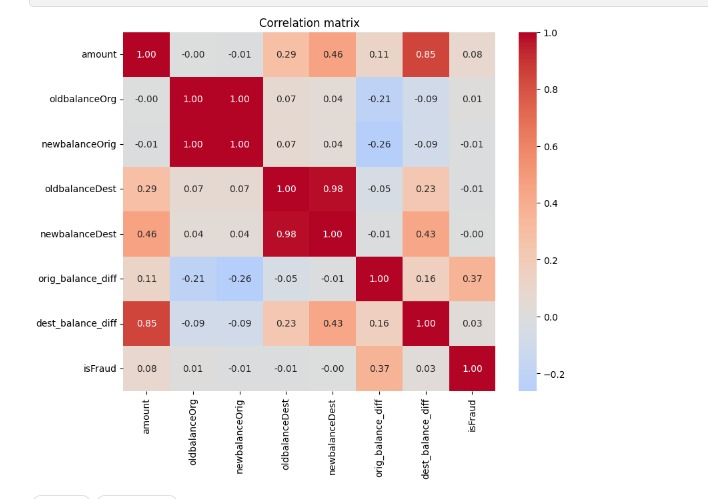 Correlation matrix
amount 1.00 -0.00 -0.01 0.29 0.46 0.11 0.85 0.08
oldbalanceOrg -0.00 1.00 1.00 0.07 0.04 -0.21 -0.09 0.01
newbalanceOrig -0.01 1.00 1.00 0.07 0.04 -0.26 -0.09 -0.01
oldbalanceDest 0.29 0.07 0.07 1.00 0.98 -0.05 0.23 -0.01
newbalanceDest 0.46 0.04 0.04 0.98 1.00 -0.01 0.43 -0.00
orig_balance_diff 0.11 -0.21 -0.26 -0.05 -0.01 1.00 0.16 0.37
dest_balance_diff 0.85 -0.09 -0.09 0.23 0.43 0.16 1.00 0.03
isFraud 0.08 0.01 -0.01 -0.01 -0.00 0.37 0.03 1.00
amount
oldbalanceOrg
newbalanceOrig
oldbalanceDest
newbalanceDest
orig_balance_diff
dest_balance_diff
isFraud
1.0
0.8
0.6
0.4
0.2
0.0
−0.2